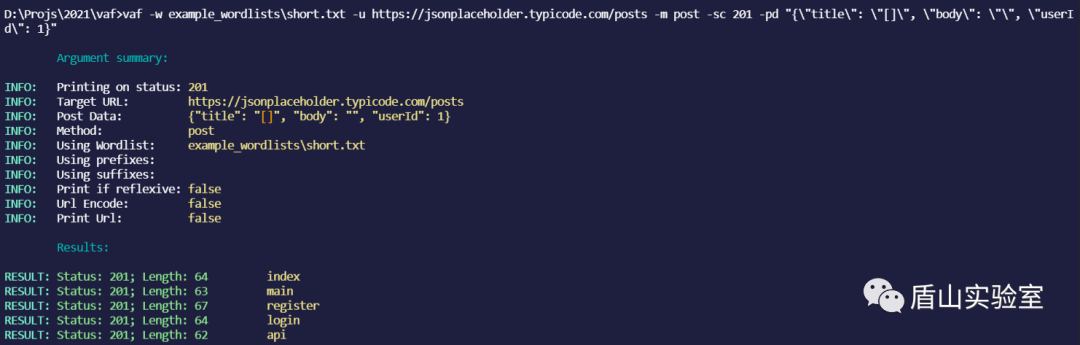 D:\Projs\2021\vaf>vaf -w example_wordlists\short.txt -u https://jsonplaceholder.typicode.com/posts -m post -sc 201 -pd "{\"title\": \"[]\", \"body\": \"\", \"userI
d\": 1}"
Argument summary:
INFO: Printing on status: 201
INFO: Target URL: https://jsonplaceholder.typicode.com/posts
INFO: Post Data: {"title": "[]", "body": "", "userId": 1}
INFO: Method: post
INFO: Using Wordlist: example_wordlists\short.txt
INFO: Using prefixes:
INFO: Using suffixes:
INFO: Print if reflexive: false
INFO: Url Encode: false
INFO: Print Url: false
Results:
RESULT: Status: 201; Length: 64 index
RESULT: Status: 201; Length: 63 main
RESULT: Status: 201; Length: 67 register
RESULT: Status: 201; Length: 64 login
RESULT: Status: 201; Length: 62 api
盾山实验室